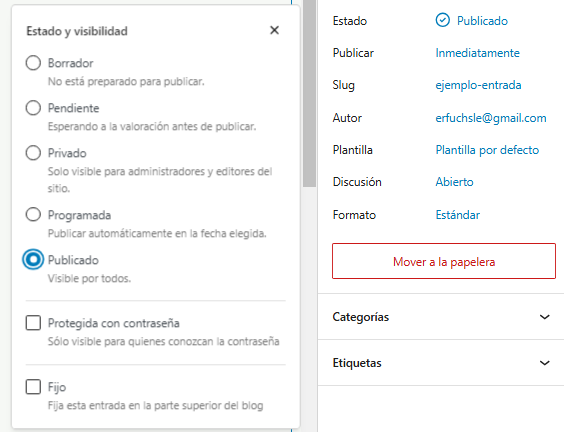 Estado y visibilidad
Borrador
No está preparado para publicar.
Pendiente
Esperando a la valoración antes de publicar.
Privado
Solo visible para administradores y editores del
sitio.
Programada
Publicar automáticamente en la fecha elegida.
Publicado
Visible por todos.
Protegida con contraseña
Sólo visible para quienes conozcan la contraseña
Fijo
Fija esta entrada en la parte superior del blog
Estado Publicado
Publicar Inmediatamente
Slug ejemplo-entrada
Autor erfuchsle@gmail.com
Plantilla Plantilla por defecto
Discusión Abierto
Formato Estándar
Mover a la papelera
Categorías
Etiquetas